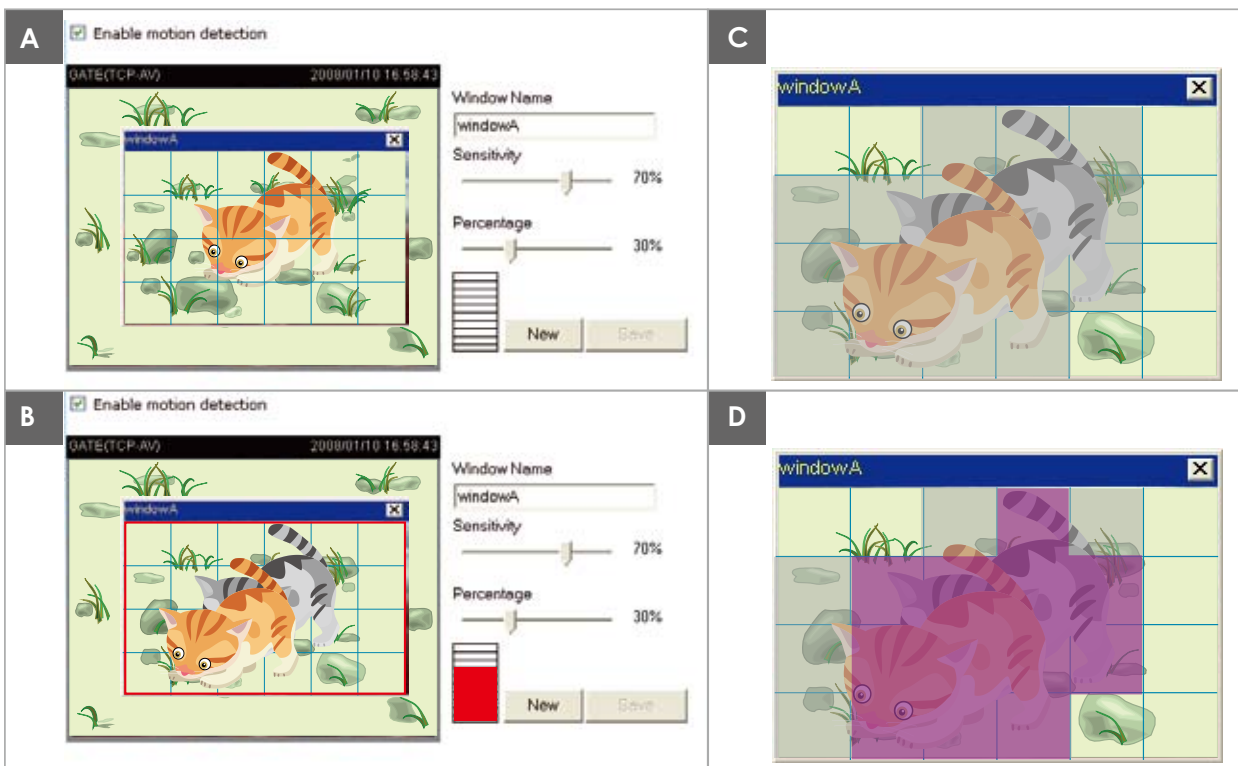 A
Enable motion detection
GATE(TCP-AV) 2008/01/10 16:58:43
windowA
Window Name
windowA
Sensitivity
70%
Percentage
30%
New Save
C
windowA
B
Enable motion detection
GATE(TCP-AV) 2008/01/10 16:58:43
windowA
Window Name
windowA
Sensitivity
70%
Percentage
30%
New Save
D
windowA